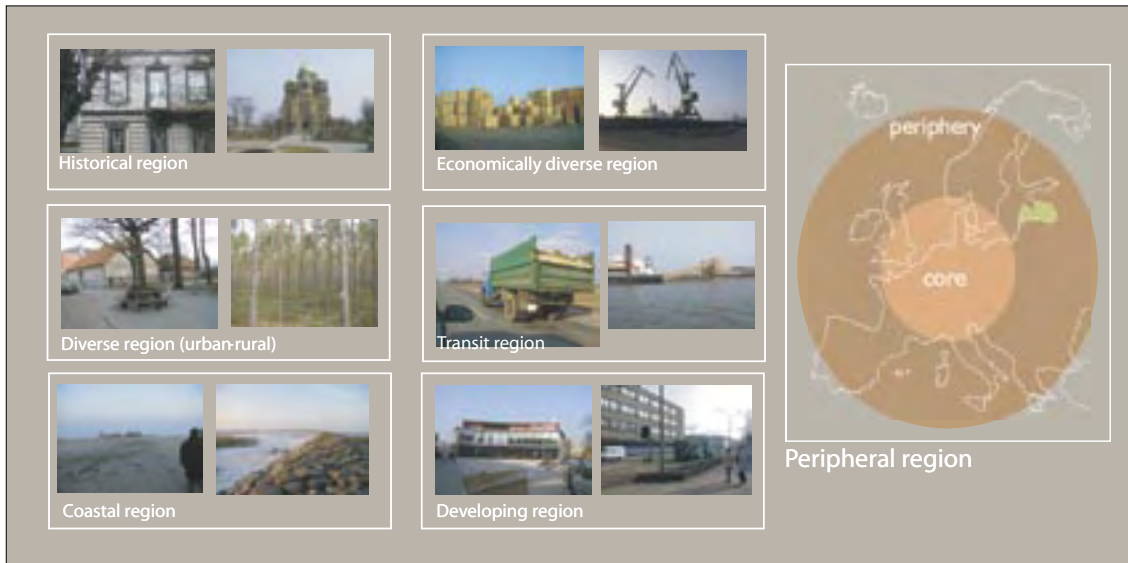 Historical region
Economically diverse region
Diverse region (urban-rural)
Transit region
Coastal region
Developing region
periphery
core
Peripheral region